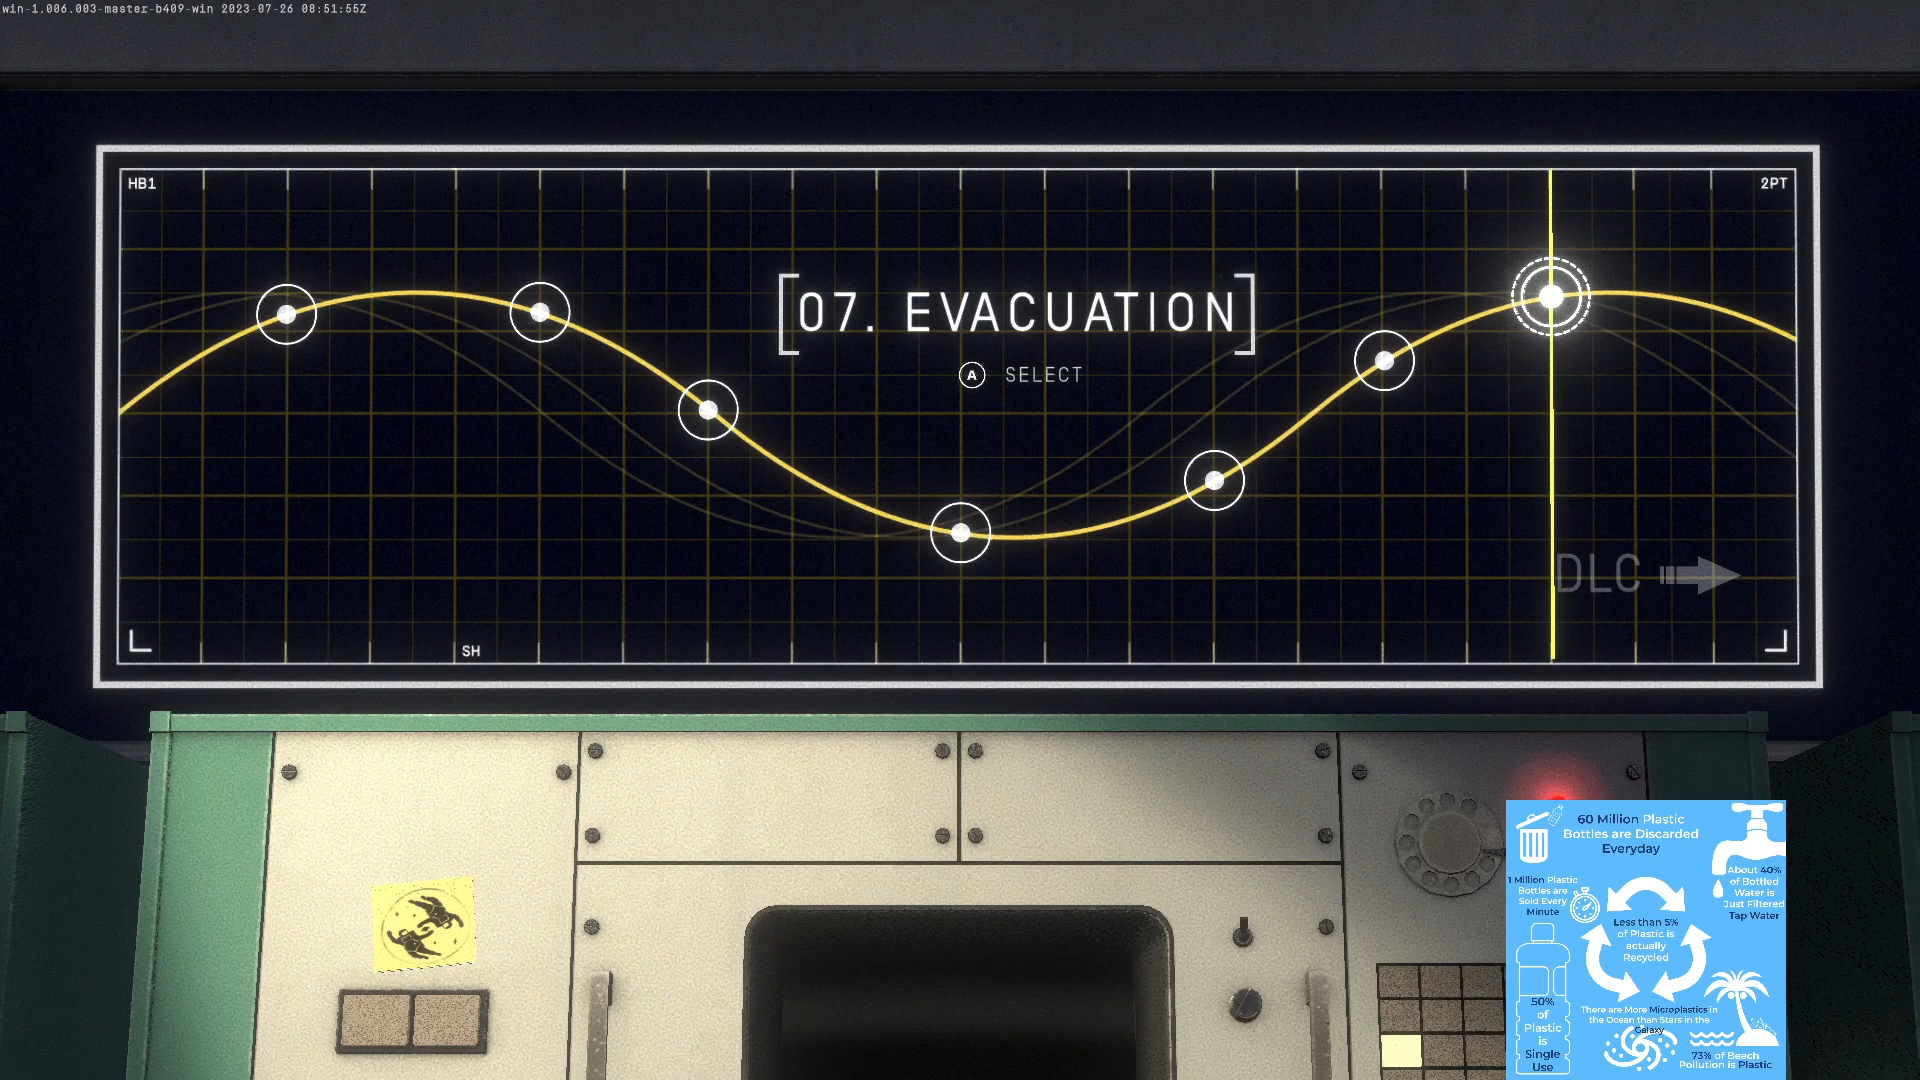 win-1.006.003-master-b409-win 2023-07-26 08:51:55Z
HB1
2PT
07. EVACUATION
A SELECT
DLC
SH
60 Million Plastic
Bottles are Discarded
Everyday
1 Million Plastic
Bottles are
Sold Every
Minute
About 40%
of Bottled
Water is
Just Filtered
Tap Water
Less than 5%
of Plastic is
actually
Recycled
50%
of
Plastic
is
Single
Use
There are More Microplastics in
the Ocean than Stars in the
Galaxy
73% of Beach
Pollution is Plastic